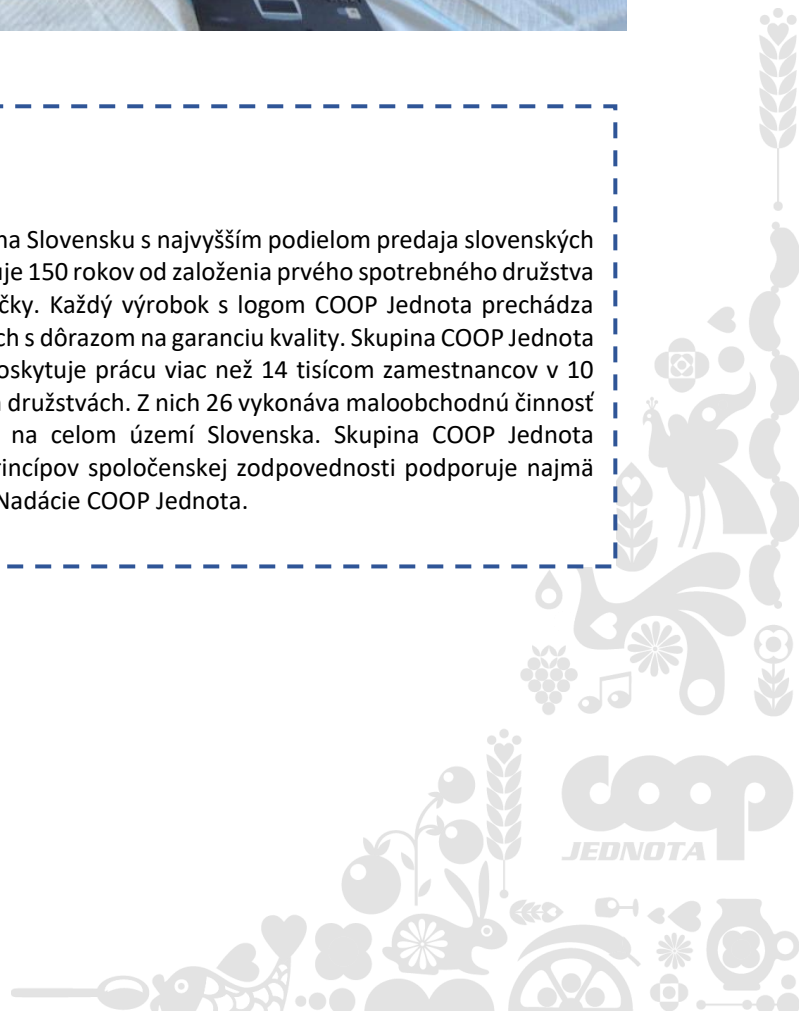 na Slovensku s najvyšším podielom predaja slovenských
uje 150 rokov od založenia prvého spotrebného družstva
čky. Každý výrobok s logom COOP Jednota prechádza
ch s dôrazom na garanciu kvality. Skupina COOP Jednota
oskytuje prácu viac než 14 tisícom zamestnancov v 10
družstvách. Z nich 26 vykonáva maloobchodnú činnosť
na celom území Slovenska. Skupina COOP Jednota
rincípov spoločenskej zodpovednosti podporuje najmä
Nadácie COOP Jednota.
coop
JEDNOTA